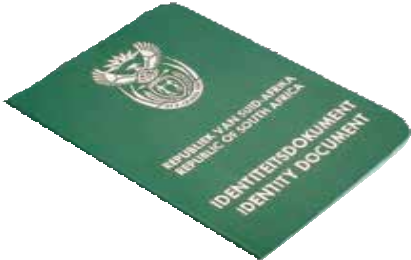 REPUBLIEK VAN SUID-AFRIKA
REPUBLIC OF SOUTH AFRICA
IDENTITEITSDOKUMENT
IDENTITY DOCUMENT